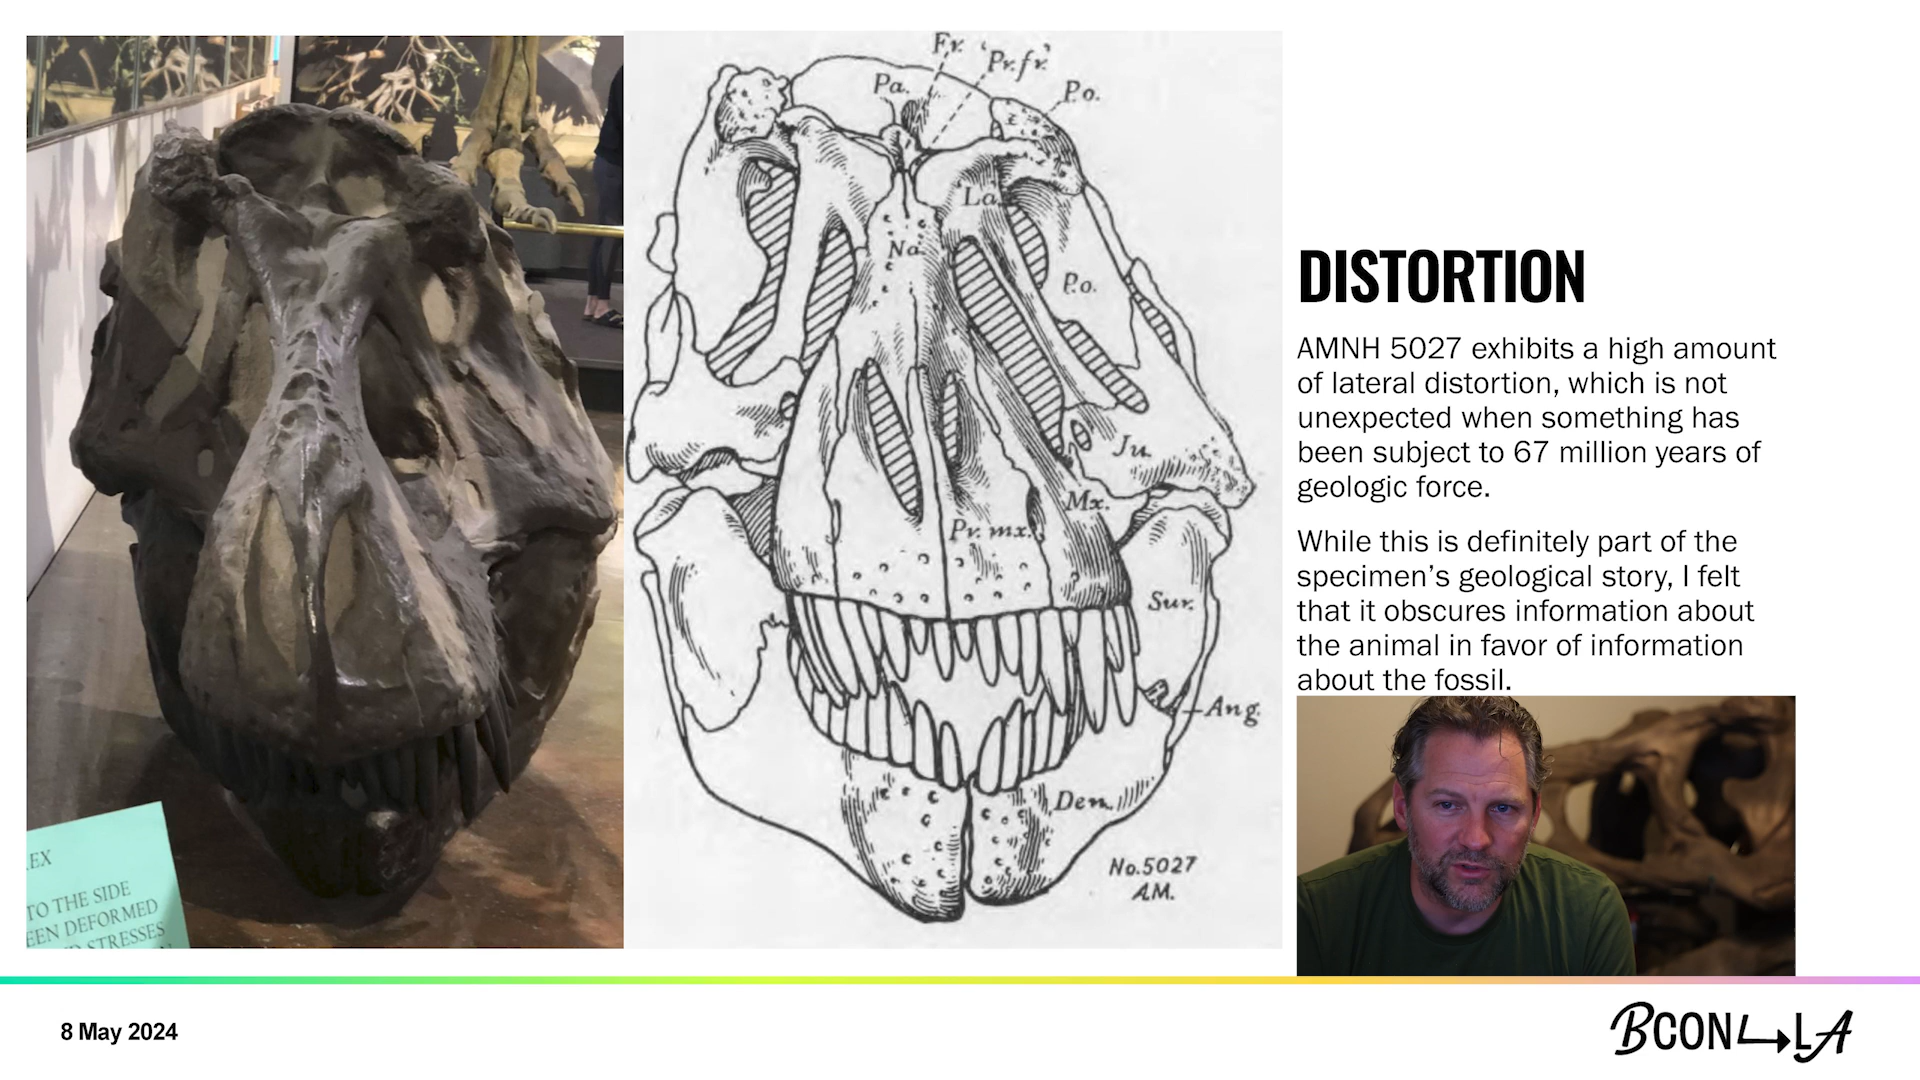 EX
TO THE SIDE
EEN DEFORMED
STRESSES
Fr. 'Pr.fr.'
Pa.
Po.
La.
Na.
Po.
Ju.
Mx.
Pr. mx.
Sur.
Ang.
Den.
No.5027
A.M.
DISTORTION
AMNH 5027 exhibits a high amount
of lateral distortion, which is not
unexpected when something has
been subject to 67 million years of
geologic force.
While this is definitely part of the
specimen’s geological story, I felt
that it obscures information about
the animal in favor of information
about the fossil.
8 May 2024
BCON LA